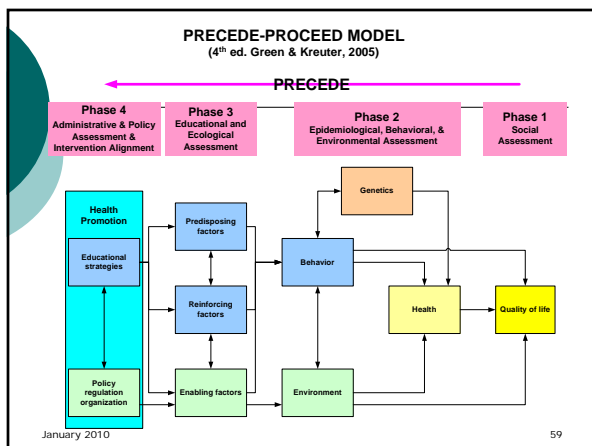 PRECEDE-PROCEED MODEL
(4th ed. Green & Kreuter, 2005)
PRECEDE
Phase 4
Administrative & Policy
Assessment &
Intervention Alignment
Phase 3
Educational and
Ecological
Assessment
Phase 2
Epidemiological, Behavioral, &
Environmental Assessment
Phase 1
Social
Assessment
Health
Promotion
Educational
strategies
Policy
regulation
organization
Predisposing
factors
Reinforcing
factors
Enabling factors
Genetics
Behavior
Environment
Health
Quality of life
January 2010
59